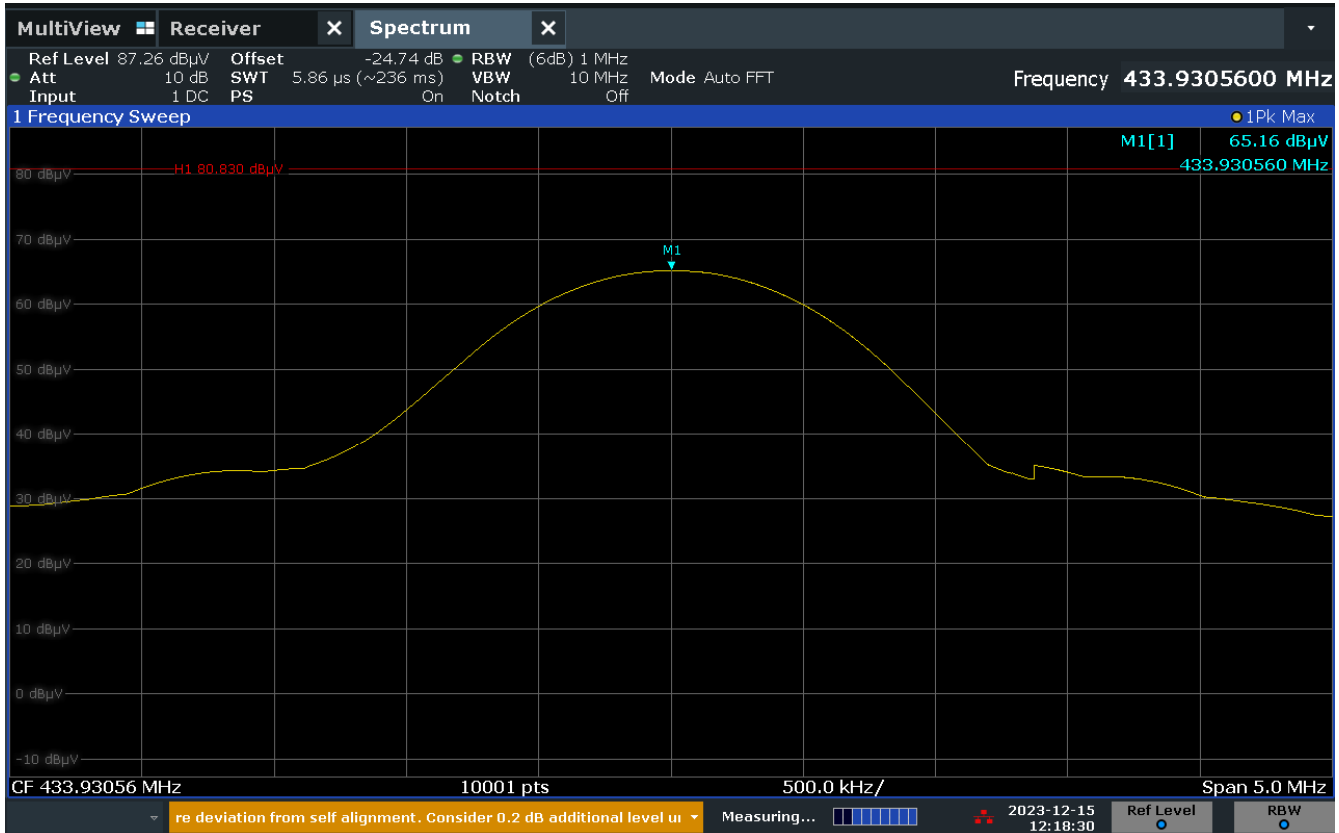 MultiView Receiver X Spectrum X
Ref Level 87.26 dBµV Offset -24.74 dB RBW (6dB) 1 MHz
Att 10 dB SWT 5.86 µs (~236 ms) VBW 10 MHz Mode Auto FFT Frequency 433.9305600 MHz
Input 1 DC PS On Notch Off
1 Frequency Sweep 1Pk Max
M1[1] 65.16 dBµV
433.930560 MHz
H1 80.830 dBµV
80 dBµV
70 dBµV
M1
60 dBµV
50 dBµV
40 dBµV
30 dBµV
20 dBµV
10 dBµV
0 dBµV
-10 dBµV
CF 433.93056 MHz 10001 pts 500.0 kHz/ Span 5.0 MHz
re deviation from self alignment. Consider 0.2 dB additional level Measuring... 2023-12-15 Ref Level RBW
12:18:30